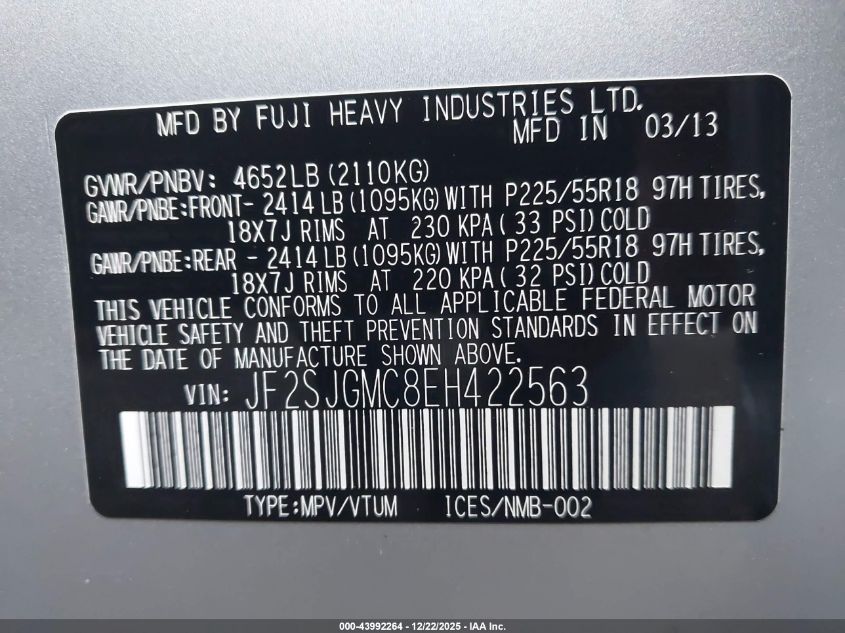 MFD BY FUJI HEAVY INDUSTRIES LTD.
MFD IN 03/13
GVWR/PNBV: 4652LB (2110KG)
GAWR/PNBE:FRONT- 2414 LB (1095KG) WITH P225/55R18 97H TIRES,
18X7J RIMS AT 230 KPA ( 33 PSI) COLD
GAWR/PNBE:REAR - 2414 LB (1095KG) WITH P225/55R18 97H TIRES,
18X7J RIMS AT 220 KPA ( 32 PSI) COLD
THIS VEHICLE CONFORMS TO ALL APPLICABLE FEDERAL MOTOR
VEHICLE SAFETY AND THEFT PREVENTION STANDARDS IN EFFECT ON
THE DATE OF MANUFACTURE SHOWN ABOVE.
VIN: JF2SJGMC8EH422563
TYPE:MPV/VTUM ICES/NMB-002
000-43992264 - 12/22/2025 - IAA Inc.